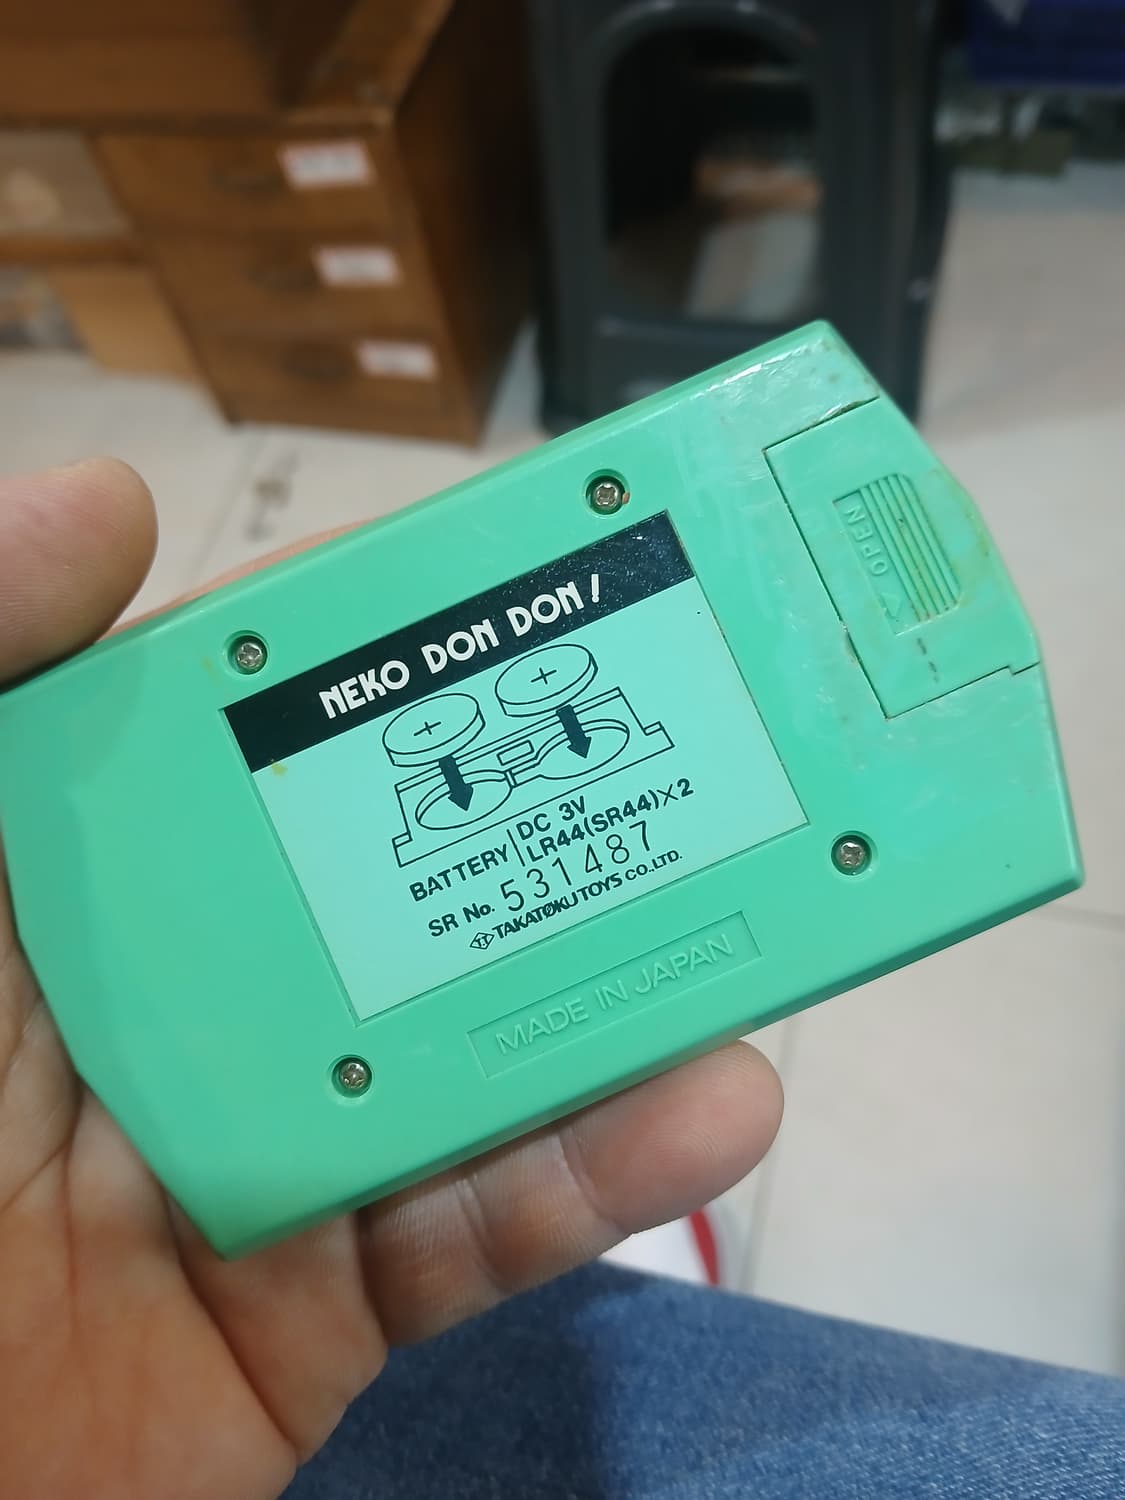 NEKO DON DON!
+ +
BATTERY DC 3V
LR44(SR44)×2
SR No. 531487
T.T TAKATOKU TOYS CO.,LTD.
MADE IN JAPAN
OPEN